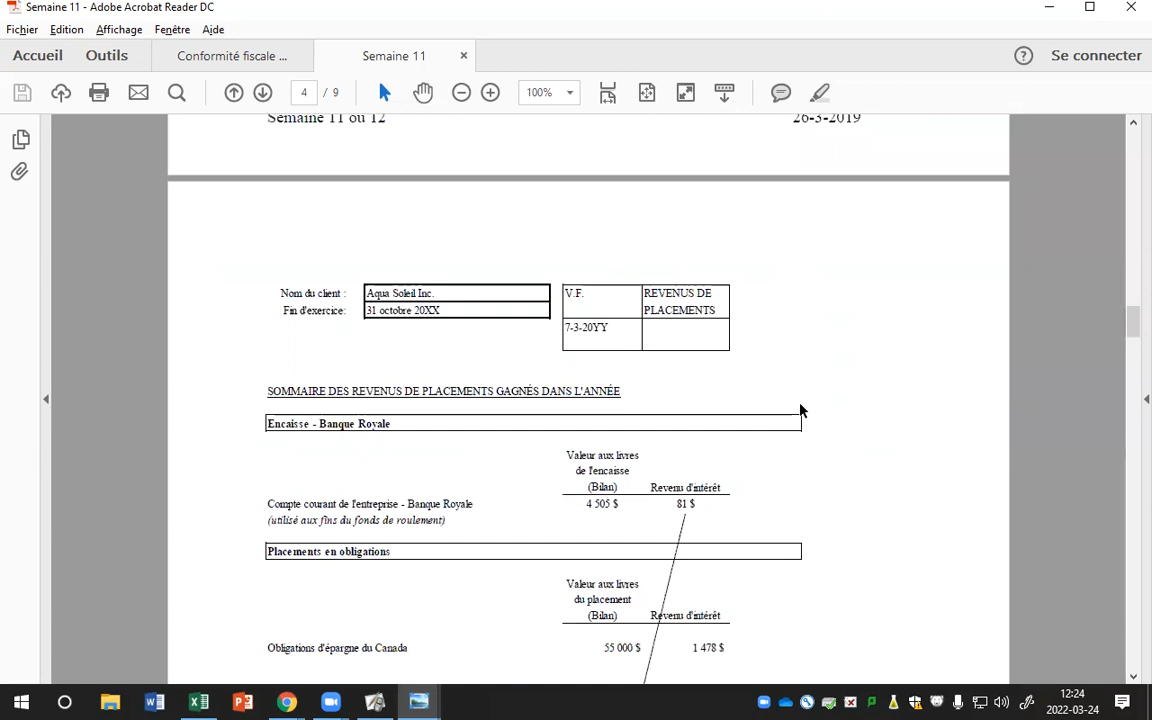 Semaine 11 - Adobe Acrobat Reader DC
Fichier Edition Affichage Fenêtre Aide
Accueil Outils Conformité fiscale ... Semaine 11 × ? Se connecter
4 / 9 100%
Semaine 11 ou 12 26-3-2019
Nom du client : Aqua Soleil Inc. V.F. REVENUS DE
Fin d'exercice: 31 octobre 20XX PLACEMENTS
7-3-20YY
SOMMAIRE DES REVENUS DE PLACEMENTS GAGNÉS DANS L'ANNÉE
Encaisse - Banque Royale
Valeur aux livres
de l'encaisse
(Bilan) Revenu d'intérêt
Compte courant de l'entreprise - Banque Royale 4 505 $ 81 $
(utilisé aux fins du fonds de roulement)
Placements en obligations
Valeur aux livres
du placement
(Bilan) Revenu d'intérêt
Obligations d'épargne du Canada 55 000 $ 1 478 $
12:24
2022-03-24